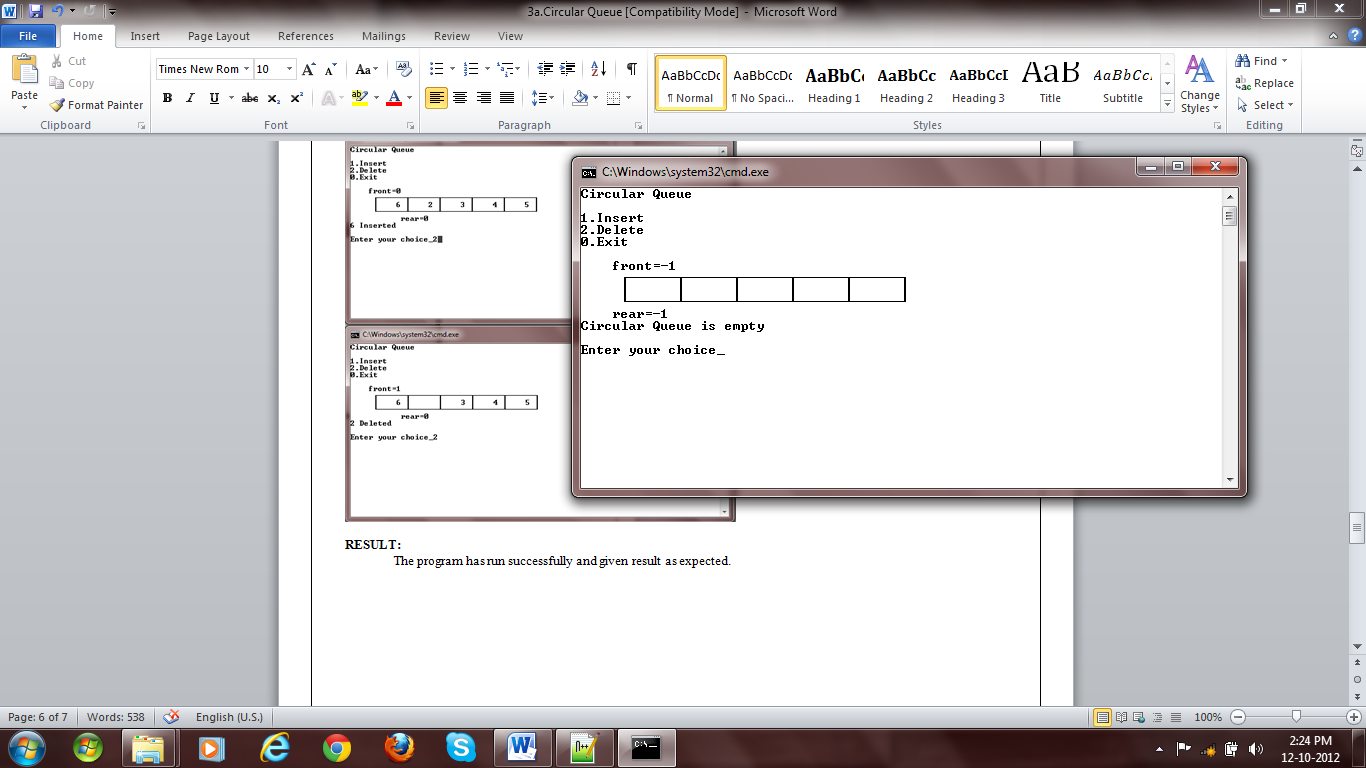 3a.Circular Queue [Compatibility Mode] - Microsoft Word
File Home Insert Page Layout References Mailings Review View
Paste
Cut
Copy
Format Painter
Clipboard
Times New Rom 10
Font
Paragraph
AaBbCcDc AaBbCcDc AaBbC AaBbCc AaBbCcI AaB AaBbCc
¶ Normal ¶ No Spaci... Heading 1 Heading 2 Heading 3 Title Subtitle
Change Styles
Styles
Find
Replace
Select
Editing
Circular Queue
1.Insert
2.Delete
0.Exit
front=0
6 2 3 4 5
rear=0
6 Inserted
Enter your choice_2
C:\Windows\system32\cmd.exe
Circular Queue
1.Insert
2.Delete
0.Exit
front=1
6 3 4 5
rear=0
2 Deleted
Enter your choice_2
C:\Windows\system32\cmd.exe
Circular Queue
1.Insert
2.Delete
0.Exit
front=-1
rear=-1
Circular Queue is empty
Enter your choice_
RESULT:
The program has run successfully and given result as expected.
Page: 6 of 7 Words: 538 English (U.S.) 100%
2:24 PM
12-10-2012